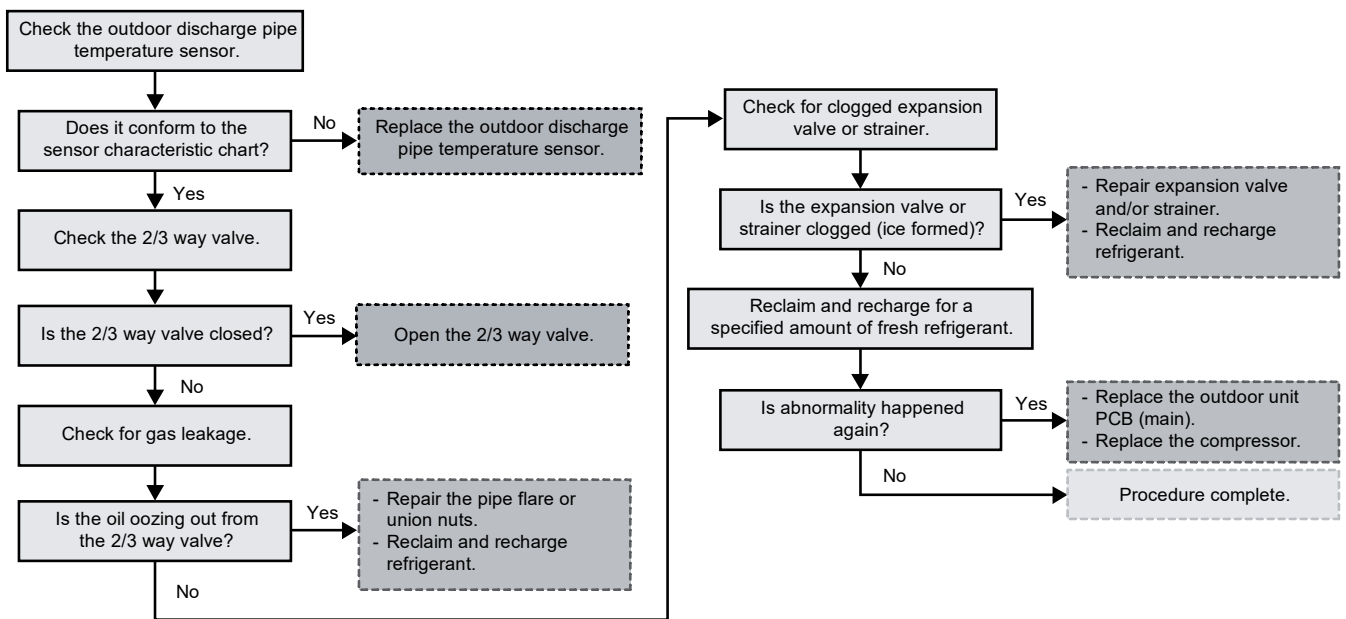 Check the outdoor discharge pipe
temperature sensor.
Does it conform to the
sensor characteristic chart?
No
Replace the outdoor discharge
pipe temperature sensor.
Yes
Check the 2/3 way valve.
Is the 2/3 way valve closed?
Yes
Open the 2/3 way valve.
No
Check for gas leakage.
Is the oil oozing out from
the 2/3 way valve?
Yes
- Repair the pipe flare or
union nuts.
- Reclaim and recharge
refrigerant.
No
Check for clogged expansion
valve or strainer.
Is the expansion valve or
strainer clogged (ice formed)?
Yes
- Repair expansion valve
and/or strainer.
- Reclaim and recharge
refrigerant.
No
Reclaim and recharge for a
specified amount of fresh refrigerant.
Is abnormality happened
again?
Yes
- Replace the outdoor unit
PCB (main).
- Replace the compressor.
No
Procedure complete.